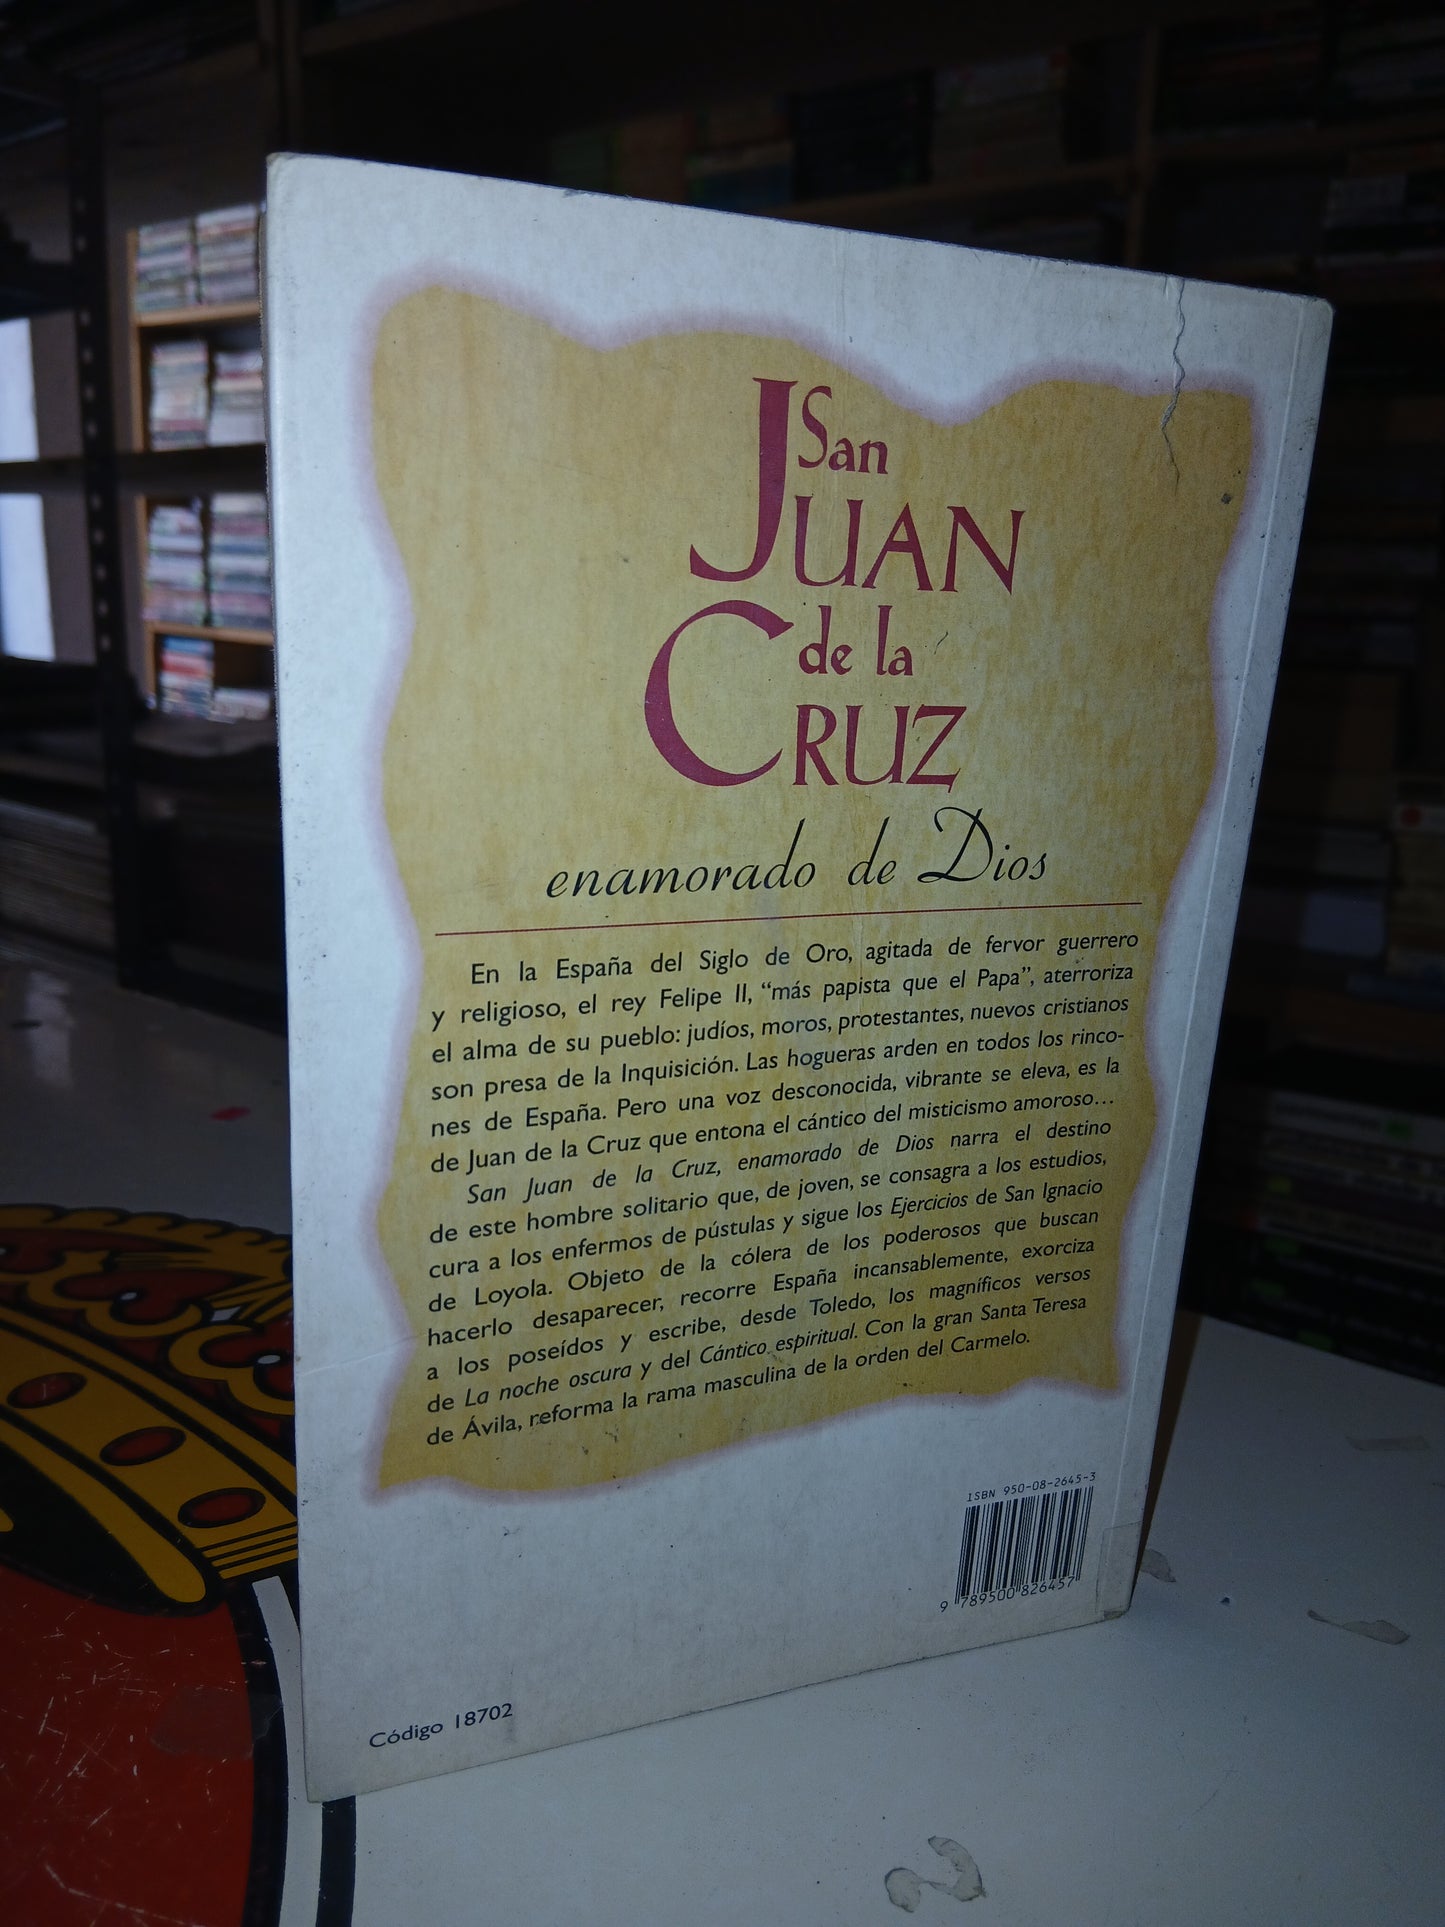 San
JUAN
de la
CRUZ
enamorado de Dios
En la España del Siglo de Oro, agitada de fervor guerrero
y religioso, el rey Felipe II, “más papista que el Papa”, aterroriza
el alma de su pueblo: judíos, moros, protestantes, nuevos cristianos
son presa de la Inquisición. Las hogueras arden en todos los rinco-
nes de España. Pero una voz desconocida, vibrante se eleva, es la
de Juan de la Cruz que entona el cántico del misticismo amoroso…
San Juan de la Cruz, enamorado de Dios narra el destino
de este hombre solitario que, de joven, se consagra a los estudios,
cura a los enfermos de pústulas y sigue los Ejercicios de San Ignacio
de Loyola. Objeto de la cólera de los poderosos que buscan
hacerlo desaparecer, recorre España incansablemente, exorciza
a los poseídos y escribe, desde Toledo, los magníficos versos
de La noche oscura y del Cántico espiritual. Con la gran Santa Teresa
de Ávila, reforma la rama masculina de la orden del Carmelo.
ISBN 950-08-2645-3
9 789500 826457
Código 18702